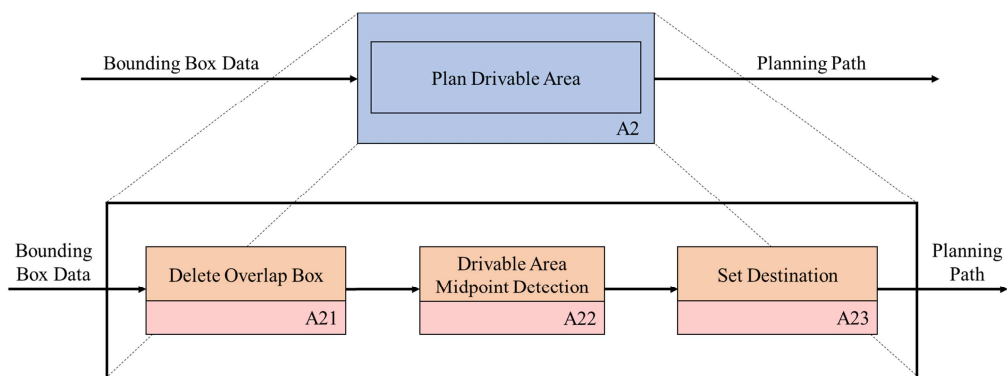 Bounding Box Data
Plan Drivable Area
Planning Path
A2
Bounding
Box Data
Delete Overlap Box
A21
Drivable Area
Midpoint Detection
A22
Set Destination
A23
Planning
Path